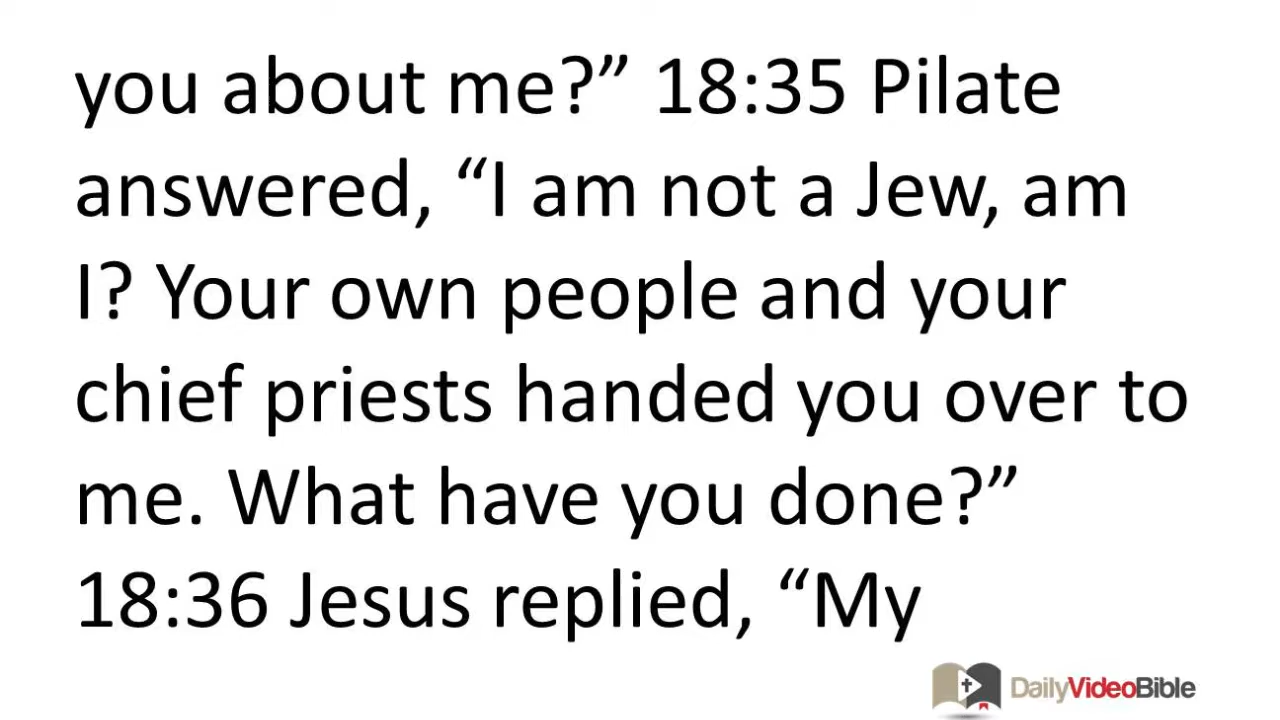 you about me?” 18:35 Pilate
answered, “I am not a Jew, am
I? Your own people and your
chief priests handed you over to
me. What have you done?”
18:36 Jesus replied, “My
DailyVideoBible